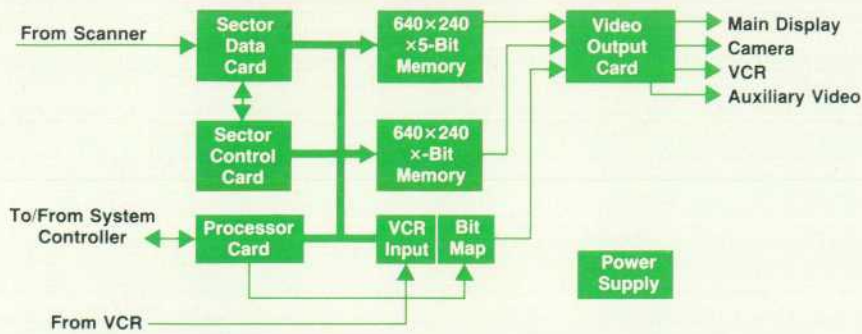 From Scanner
Sector
Data
Card
640×240
×5-Bit
Memory
Video
Output
Card
Main Display
Camera
VCR
Auxiliary Video
Sector
Control
Card
640×240
×-Bit
Memory
To/From System
Controller
Processor
Card
VCR
Input
Bit
Map
Power
Supply
From VCR